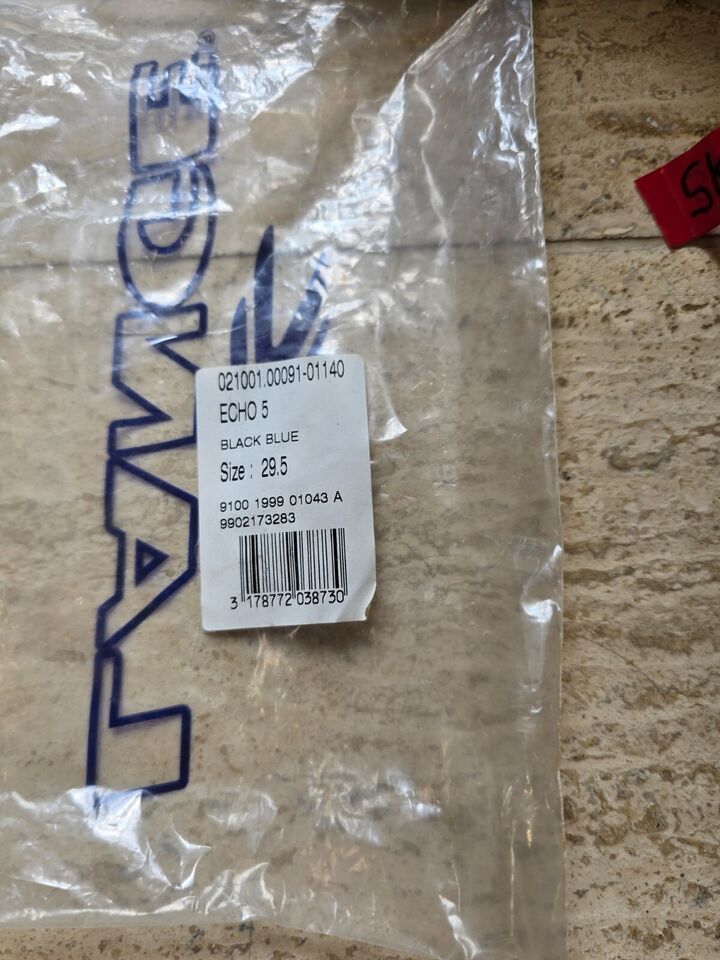 LANGE®
021001.00091-01140
ECHO 5
BLACK BLUE
Size : 29.5
9100 1999 01043 A
9902173283
3 178772 038730